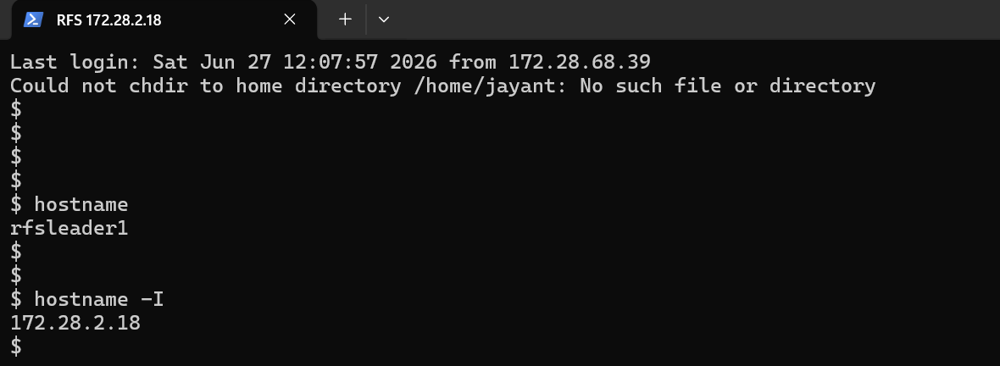 RFS 172.28.2.18
Last login: Sat Jun 27 12:07:57 2026 from 172.28.68.39
Could not chdir to home directory /home/jayant: No such file or directory
$
$
$
$
$ hostname
rfsleader1
$
$
$ hostname -I
172.28.2.18
$